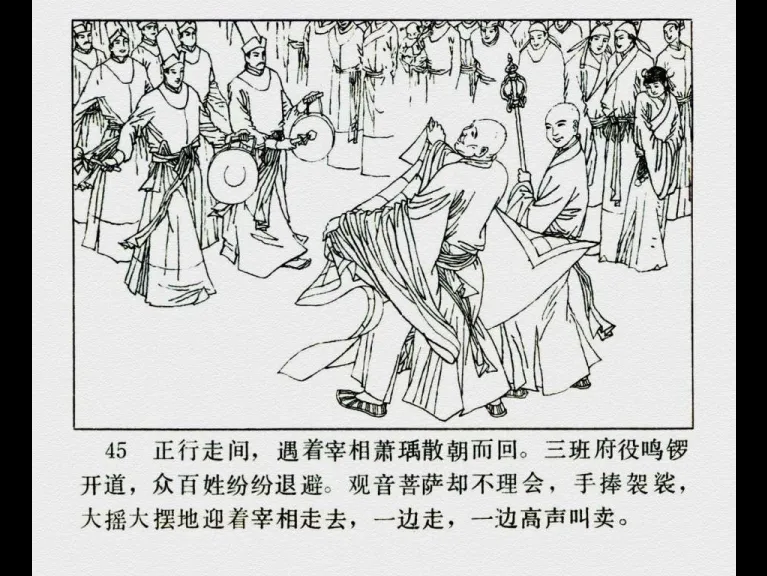 45 正行走间，遇着宰相萧瑀散朝而回。三班府役鸣锣
开道，众百姓纷纷退避。观音菩萨却不理会，手捧袈裟，
大摇大摆地迎着宰相走去，一边走，一边高声叫卖。